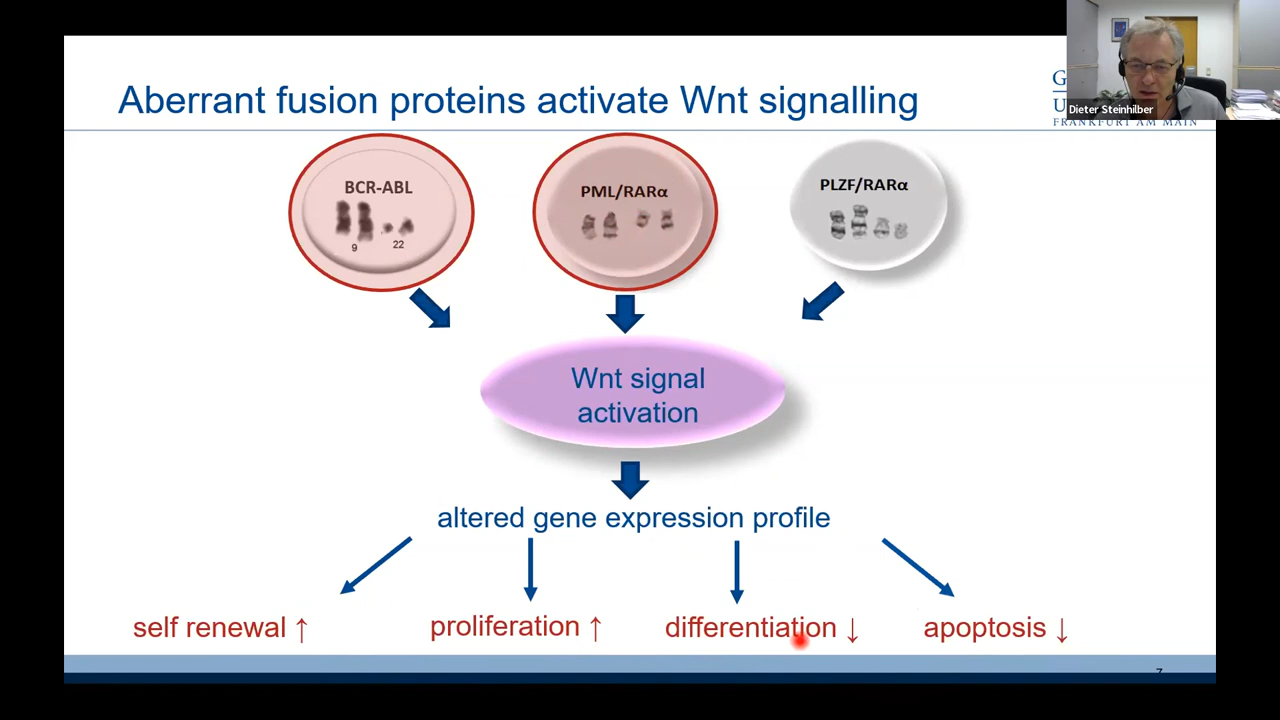 Aberrant fusion proteins activate Wnt signalling
Dieter Steinhilber
FRANKFURT AM MAIN
BCR-ABL
9
22
PML/RARα
PLZF/RARα
Wnt signal
activation
altered gene expression profile
self renewal ↑
proliferation ↑
differentiation ↓
apoptosis ↓